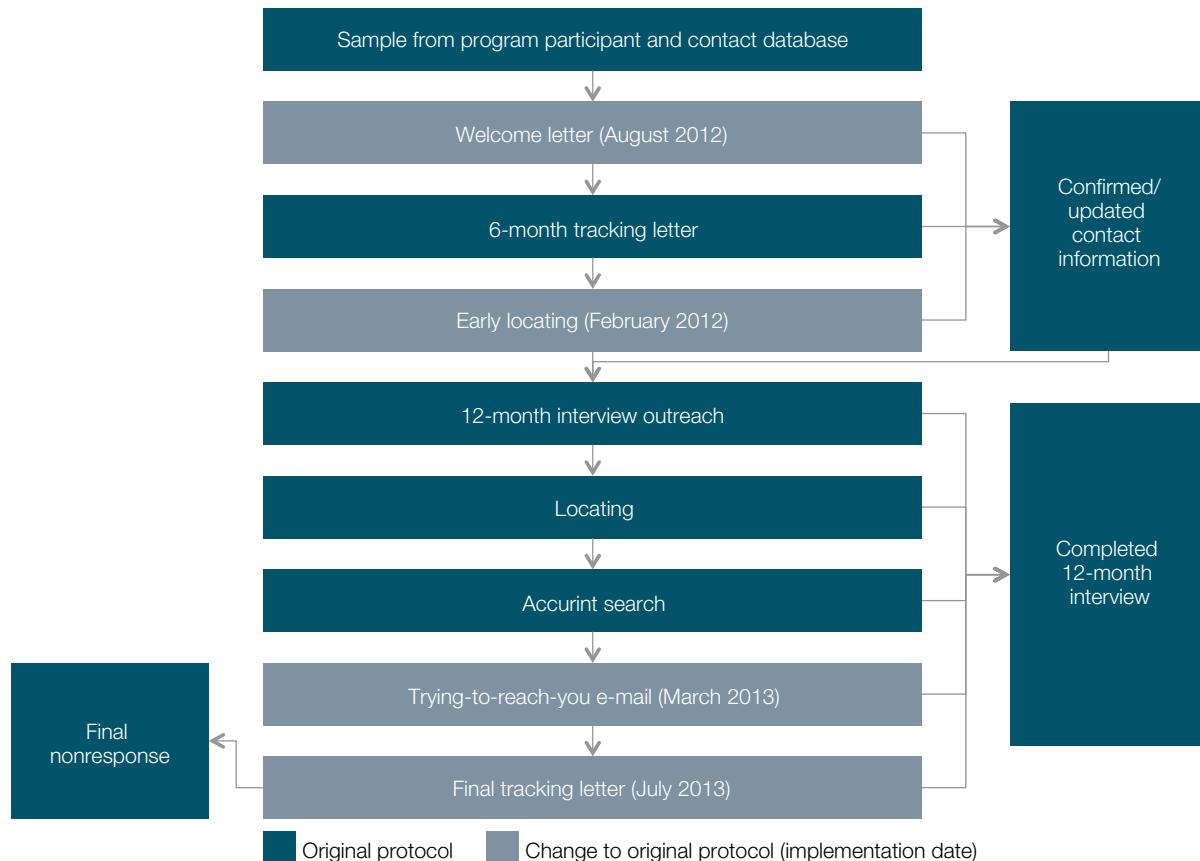 Sample from program participant and contact database
Welcome letter (August 2012)
Confirmed/
updated
contact
information
6-month tracking letter
Early locating (February 2012)
12-month interview outreach
Locating
Completed
12-month
interview
Accurint search
Trying-to-reach-you e-mail (March 2013)
Final
nonresponse
Final tracking letter (July 2013)
Original protocol
Change to original protocol (implementation date)